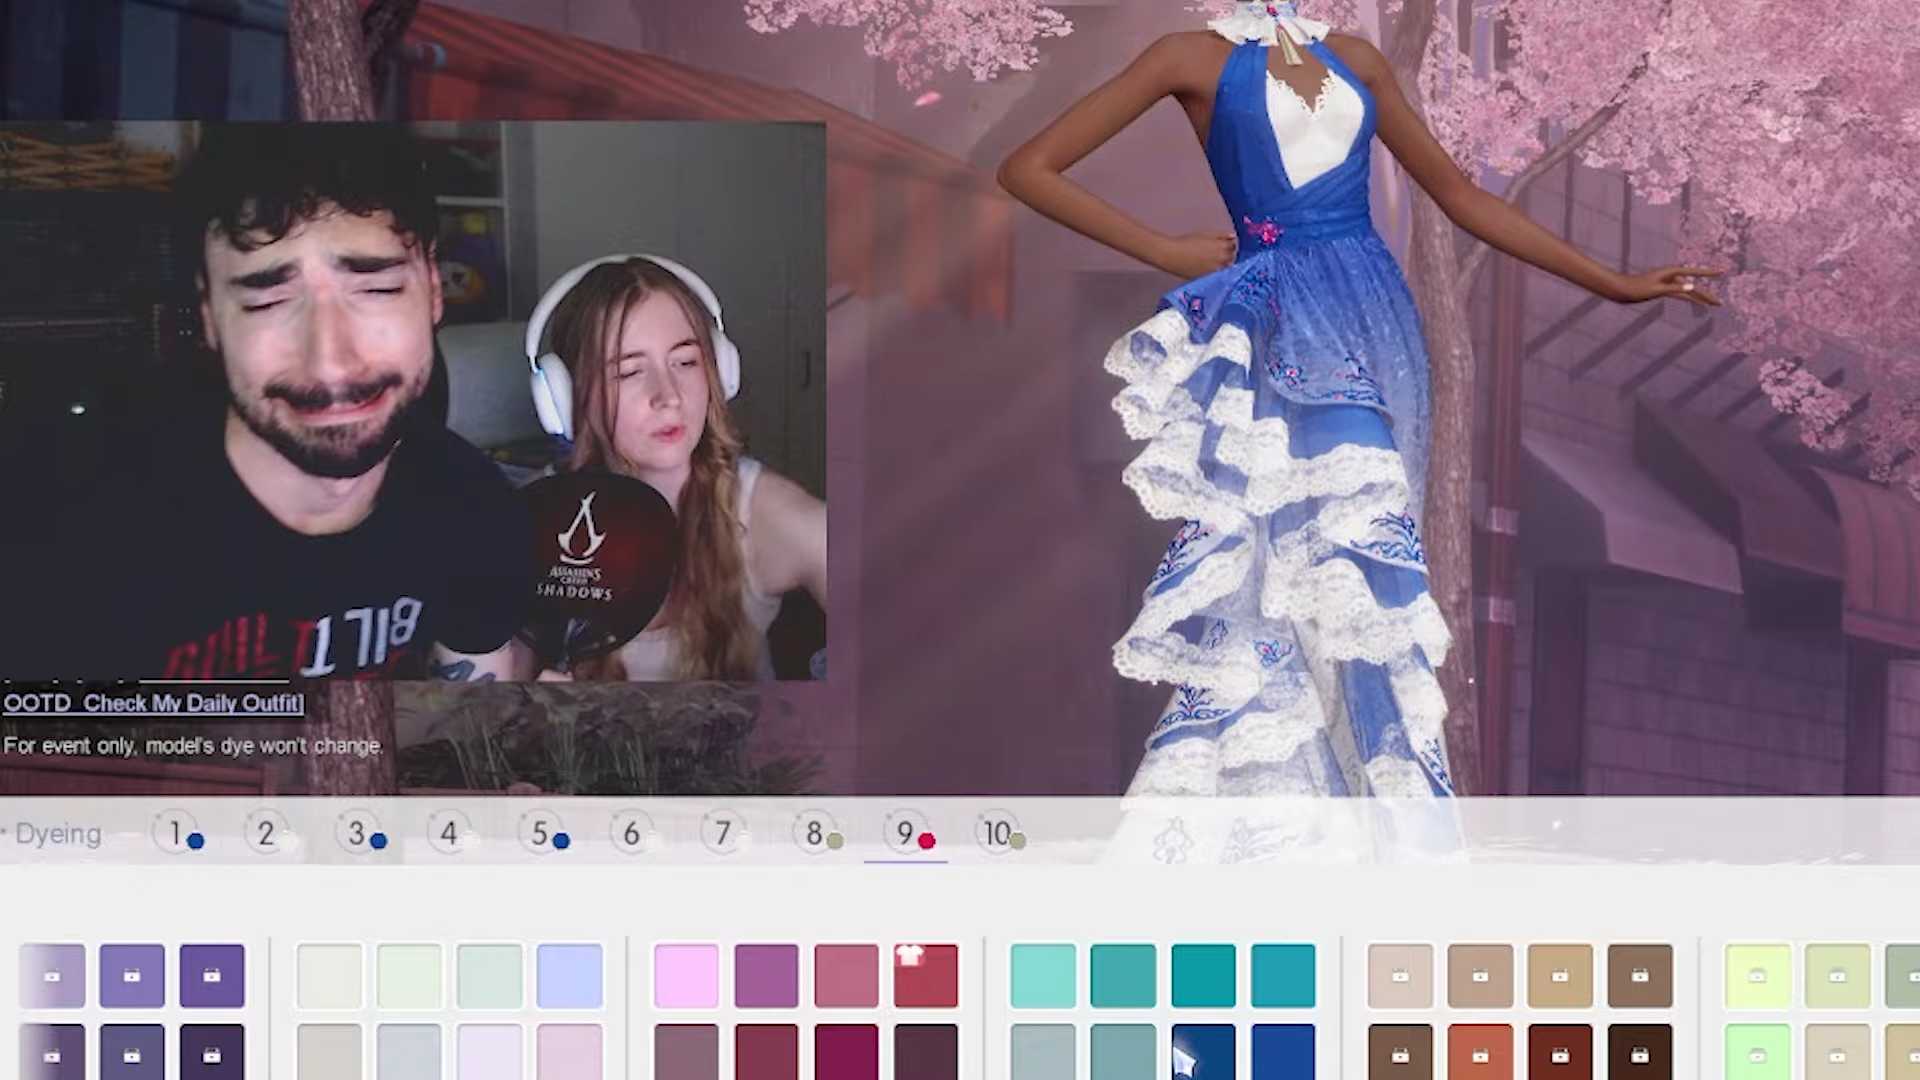 ASSASSIN'S
CREED
SHADOWS
OOTD Check My Daily Outfit]
For event only, model's dye won't change.
Dyeing 1 2 3 4 5 6 7 8 9 10